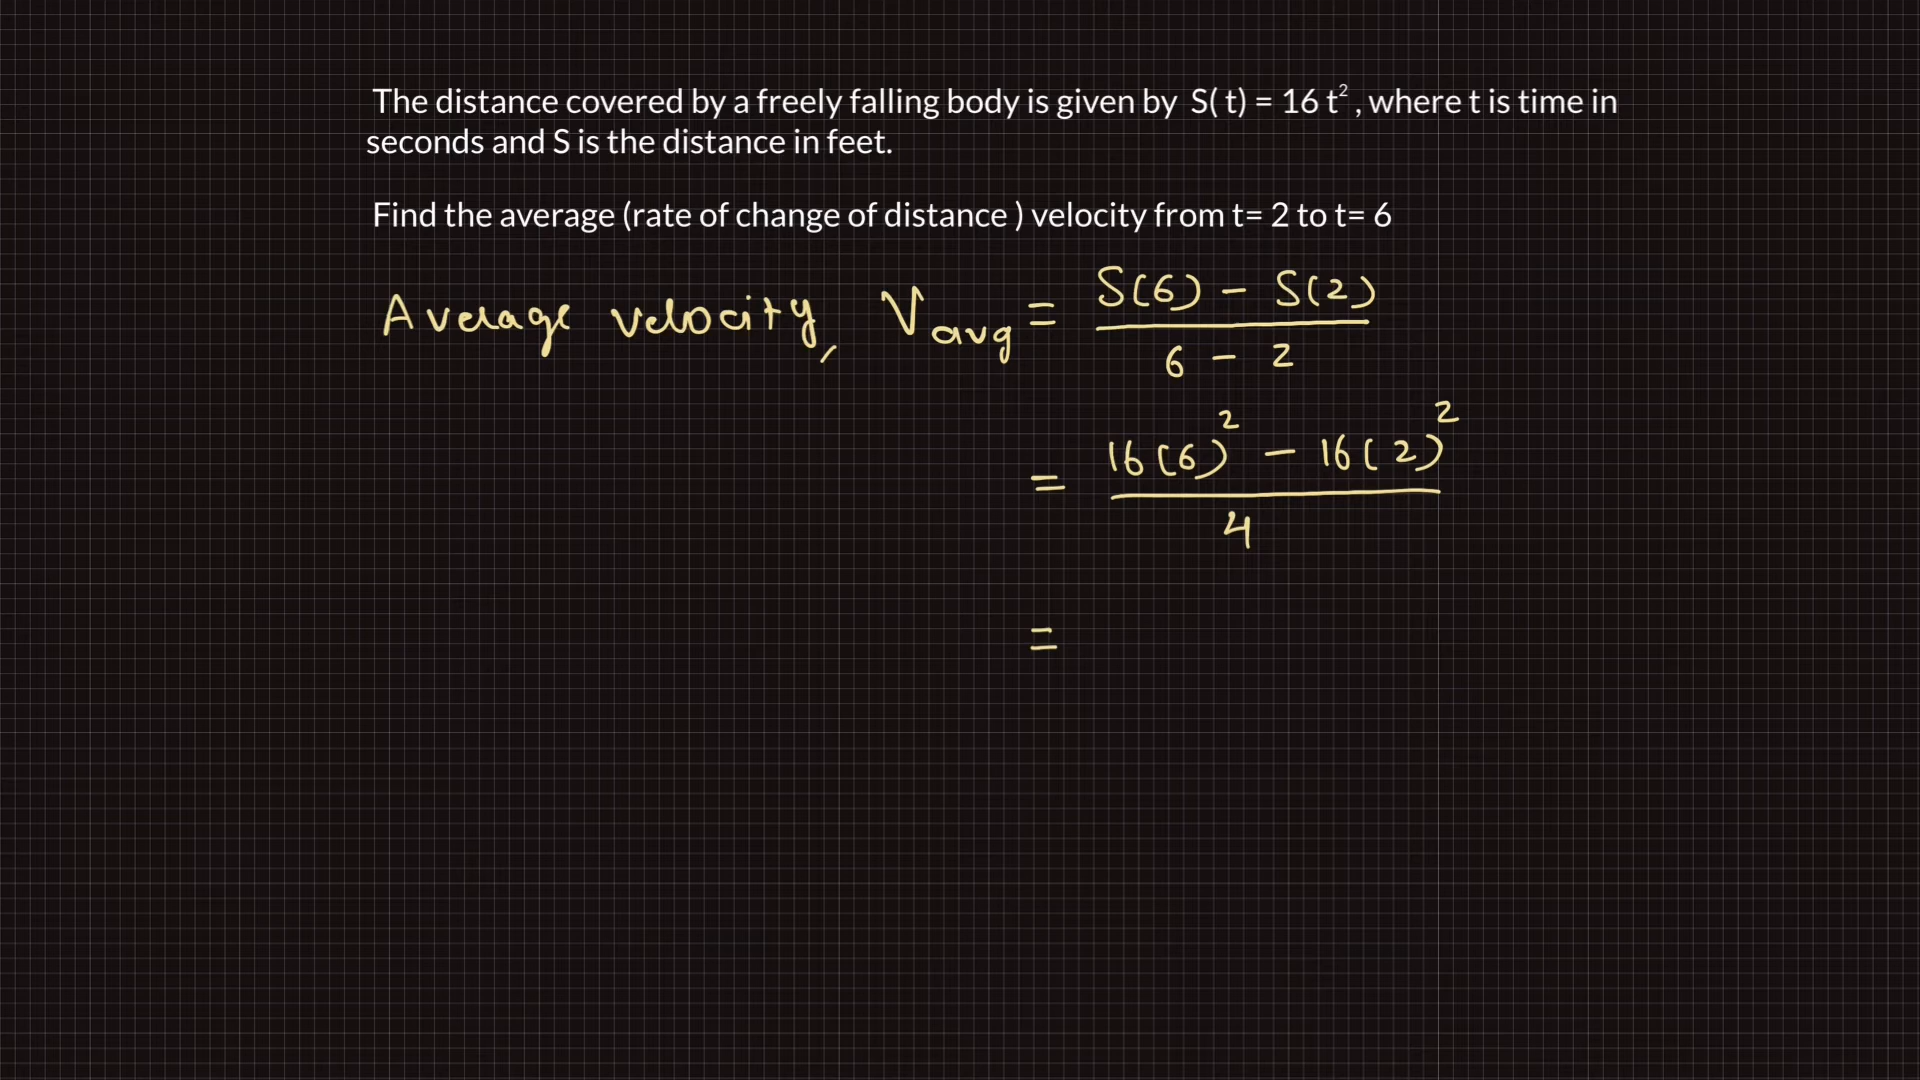 The distance covered by a freely falling body is given by S( t) = 16 t², where t is time in
seconds and S is the distance in feet.
Find the average (rate of change of distance ) velocity from t= 2 to t= 6
Average velocity, Vavg = S(6) - S(2)
6 - 2
= 16(6)² - 16(2)²
4
=